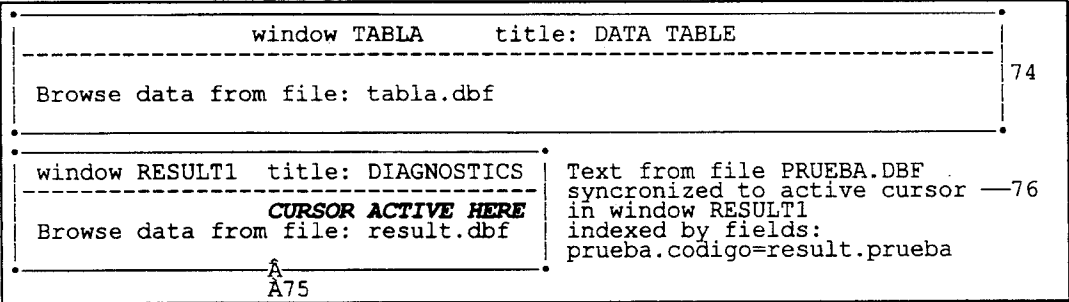 window TABLA title: DATA TABLE
Browse data from file: tabla.dbf
74
window RESULT1 title: DIAGNOSTICS
CURSOR ACTIVE HERE
Browse data from file: result.dbf
Â
À75
Text from file PRUEBA.DBF
syncronized to active cursor
in window RESULT1
indexed by fields:
prueba.codigo=result.prueba
76